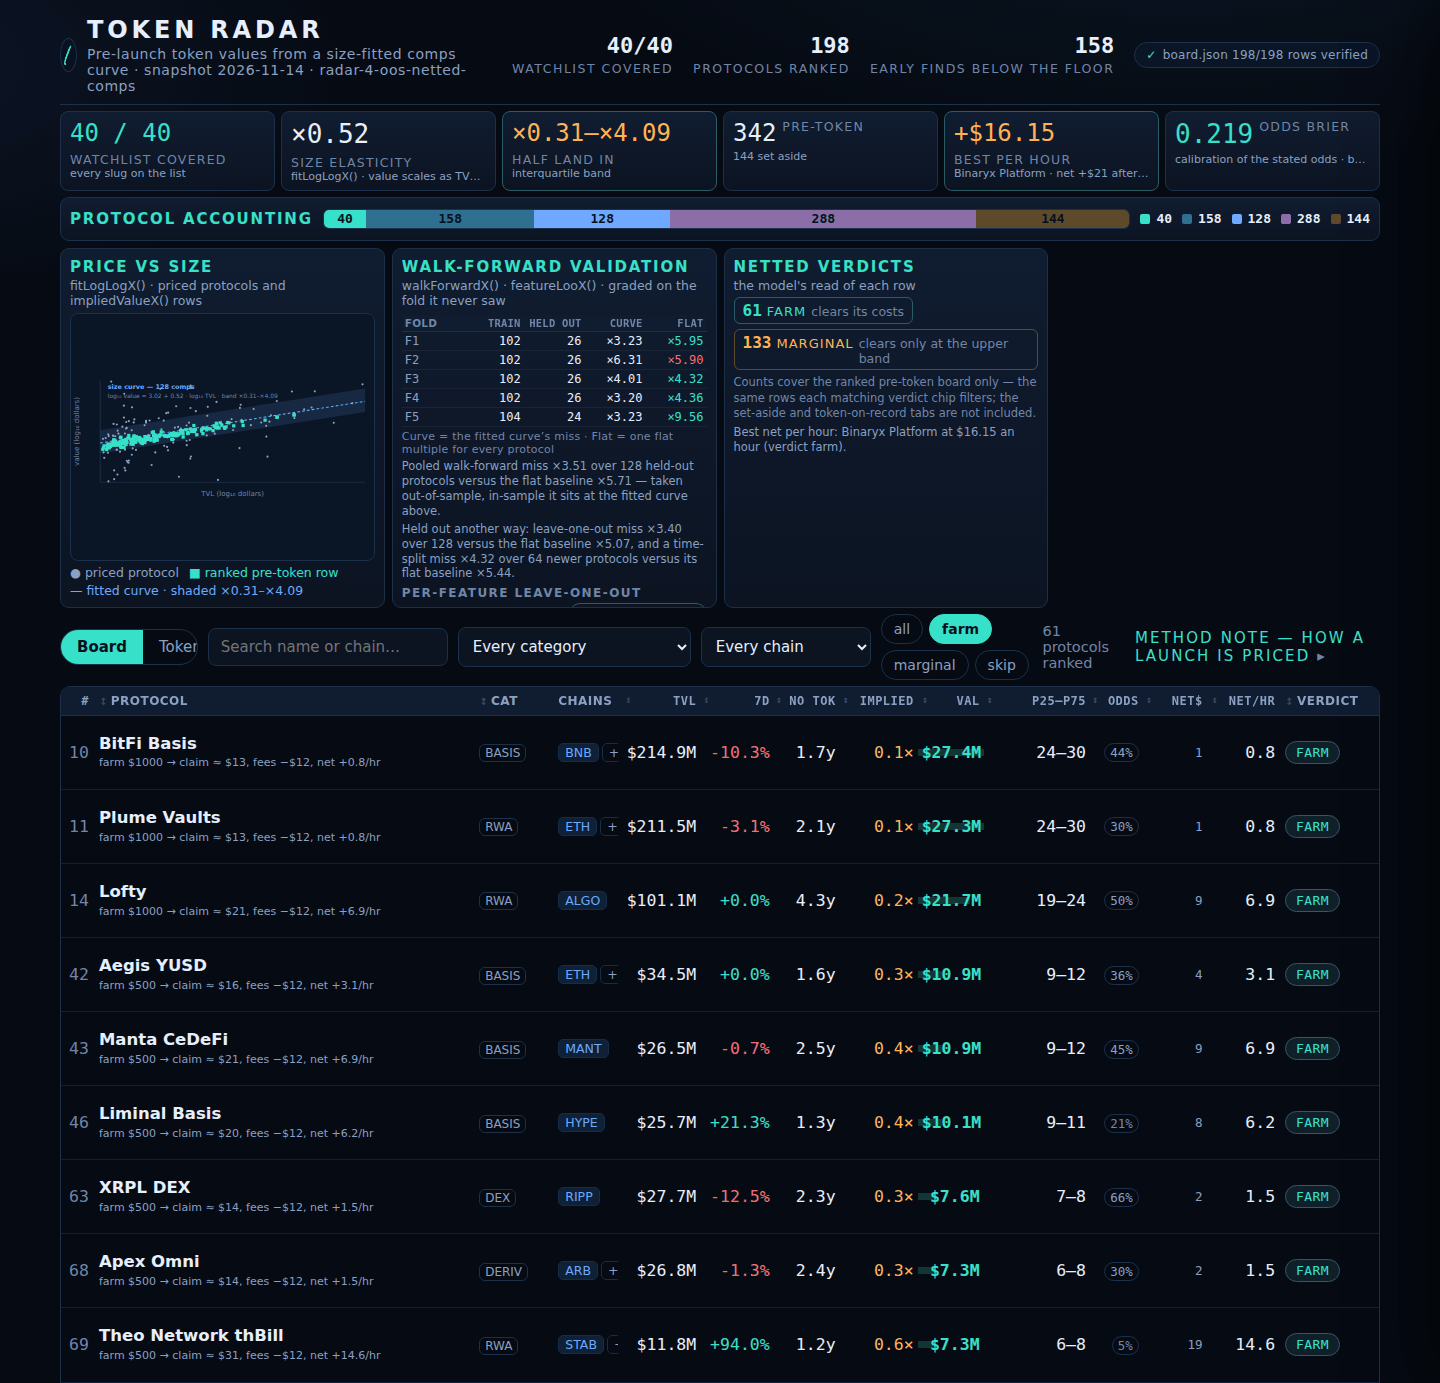 TOKEN RADAR
Pre-launch token values from a size-fitted comps
curve · snapshot 2026-11-14 · radar-4-oos-netted-
comps
40/40
WATCHLIST COVERED
198
PROTOCOLS RANKED
158
EARLY FINDS BELOW THE FLOOR
✓ board.json 198/198 rows verified
40 / 40
WATCHLIST COVERED
every slug on the list
×0.52
SIZE ELASTICITY
fitLogLogX() · value scales as TV…
×0.31–×4.09
HALF LAND IN
interquartile band
342 PRE-TOKEN
144 set aside
+$16.15
BEST PER HOUR
Binaryx Platform · net +$21 after…
0.219 ODDS BRIER
calibration of the stated odds · b…
PROTOCOL ACCOUNTING
40 158 128 288 144
40 158 128 288 144
PRICE VS SIZE
fitLogLogX() · priced protocols and
impliedValueX() rows
size curve — 128 comps
log₁₀ value = 3.02 + 0.52 · log₁₀ TVL · band ×0.31–×4.09
value (log₁₀ dollars)
TVL (log₁₀ dollars)
● priced protocol ■ ranked pre-token row
— fitted curve · shaded ×0.31–×4.09
WALK-FORWARD VALIDATION
walkForwardX() · featureLooX() · graded on the
fold it never saw
FOLD TRAIN HELD OUT CURVE FLAT
F1 102 26 ×3.23 ×5.95
F2 102 26 ×6.31 ×5.90
F3 102 26 ×4.01 ×4.32
F4 102 26 ×3.20 ×4.36
F5 104 24 ×3.23 ×9.56
Curve = the fitted curve's miss · Flat = one flat
multiple for every protocol
Pooled walk-forward miss ×3.51 over 128 held-out
protocols versus the flat baseline ×5.71 — taken
out-of-sample, in-sample it sits at the fitted curve
above.
Held out another way: leave-one-out miss ×3.40
over 128 versus the flat baseline ×5.07, and a time-
split miss ×4.32 over 64 newer protocols versus its
flat baseline ×5.44.
PER-FEATURE LEAVE-ONE-OUT
NETTED VERDICTS
the model's read of each row
61 FARM clears its costs
133 MARGINAL clears only at the upper
band
Counts cover the ranked pre-token board only — the
same rows each matching verdict chip filters; the
set-aside and token-on-record tabs are not included.
Best net per hour: Binaryx Platform at $16.15 an
hour (verdict farm).
Board Token
Search name or chain…
Every category
Every chain
all farm
marginal skip
61
protocols
ranked
METHOD NOTE — HOW A
LAUNCH IS PRICED ▸
# ↕ PROTOCOL ↕ CAT CHAINS ↕ TVL ↕ 7D ↕ NO TOK ↕ IMPLIED ↕ VAL ↕ P25–P75 ↕ ODDS ↕ NET$ ↕ NET/HR ↕ VERDICT
10 BitFi Basis BASIS BNB + $214.9M -10.3% 1.7y 0.1× $27.4M 24–30 44% 1 0.8 FARM
farm $1000 → claim ≈ $13, fees −$12, net +0.8/hr
11 Plume Vaults RWA ETH + $211.5M -3.1% 2.1y 0.1× $27.3M 24–30 30% 1 0.8 FARM
farm $1000 → claim ≈ $13, fees −$12, net +0.8/hr
14 Lofty RWA ALGO $101.1M +0.0% 4.3y 0.2× $21.7M 19–24 50% 9 6.9 FARM
farm $1000 → claim ≈ $21, fees −$12, net +6.9/hr
42 Aegis YUSD BASIS ETH + $34.5M +0.0% 1.6y 0.3× $10.9M 9–12 36% 4 3.1 FARM
farm $500 → claim ≈ $16, fees −$12, net +3.1/hr
43 Manta CeDeFi BASIS MANT $26.5M -0.7% 2.5y 0.4× $10.9M 9–12 45% 9 6.9 FARM
farm $500 → claim ≈ $21, fees −$12, net +6.9/hr
46 Liminal Basis BASIS HYPE $25.7M +21.3% 1.3y 0.4× $10.1M 9–11 21% 8 6.2 FARM
farm $500 → claim ≈ $20, fees −$12, net +6.2/hr
63 XRPL DEX DEX RIPP $27.7M -12.5% 2.3y 0.3× $7.6M 7–8 66% 2 1.5 FARM
farm $500 → claim ≈ $14, fees −$12, net +1.5/hr
68 Apex Omni DERIV ARB + $26.8M -1.3% 2.4y 0.3× $7.3M 6–8 30% 2 1.5 FARM
farm $500 → claim ≈ $14, fees −$12, net +1.5/hr
69 Theo Network thBill RWA STAB $11.8M +94.0% 1.2y 0.6× $7.3M 6–8 5% 19 14.6 FARM
farm $500 → claim ≈ $31, fees −$12, net +14.6/hr